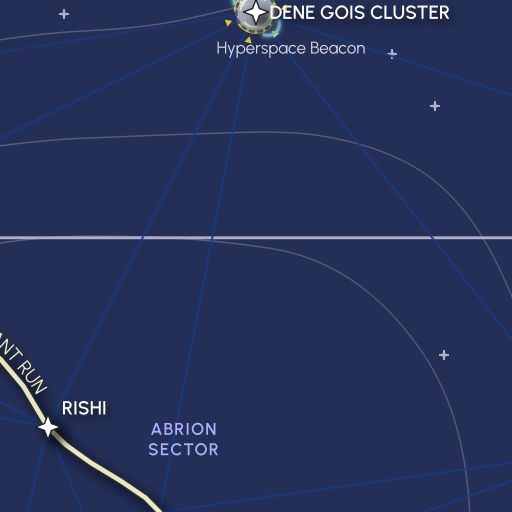 DENE GOIS CLUSTER
Hyperspace Beacon
ANT RUN
RISHI
ABRION
SECTOR